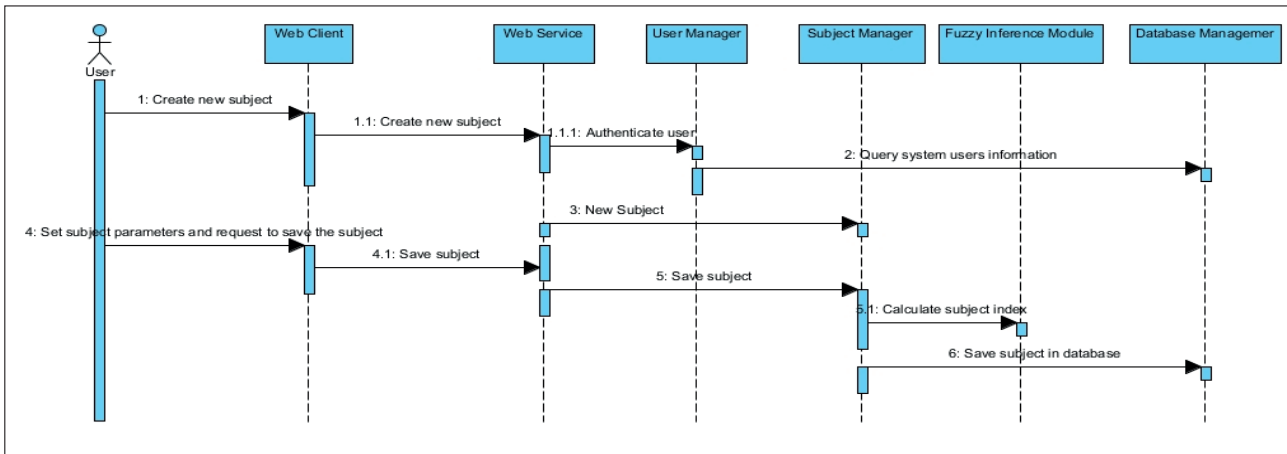 Web Client
Web Service
User Manager
Subject Manager
Fuzzy Inference Module
Database Managemer
User
1: Create new subject
1.1: Create new subject
1.1.1: Authenticate user
2: Query system users information
3: New Subject
4: Set subject parameters and request to save the subject
4.1: Save subject
5: Save subject
5.1: Calculate subject index
6: Save subject in database